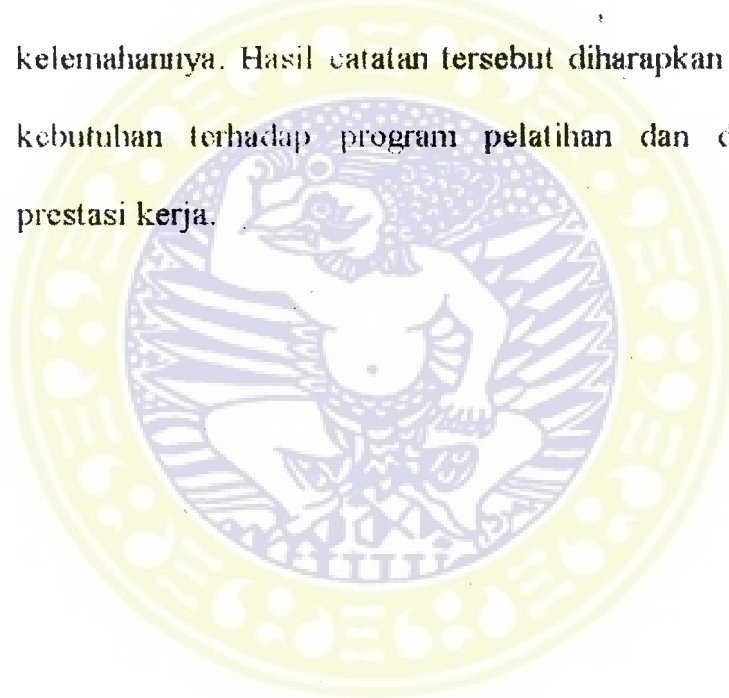 kelemahannya. Hasil catatan tersebut diharapkan
kebutuhan terhadap program pelatihan dan
prestasi kerja.